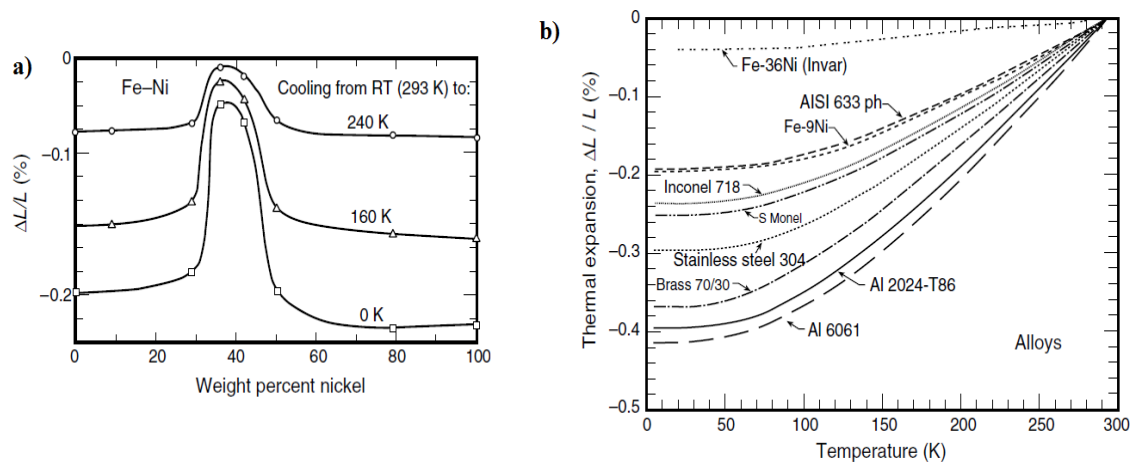 a)
Fe–Ni
Cooling from RT (293 K) to:
240 K
160 K
0 K
0
–0.1
–0.2
ΔL/L (%)
0 20 40 60 80 100
Weight percent nickel
b)
0
–0.1
–0.2
–0.3
–0.4
–0.5
Thermal expansion, ΔL / L (%)
Fe-36Ni (Invar)
AISI 633 ph
Fe-9Ni
Inconel 718
S Monel
Stainless steel 304
Brass 70/30
Al 2024-T86
Al 6061
Alloys
0 50 100 150 200 250 300
Temperature (K)